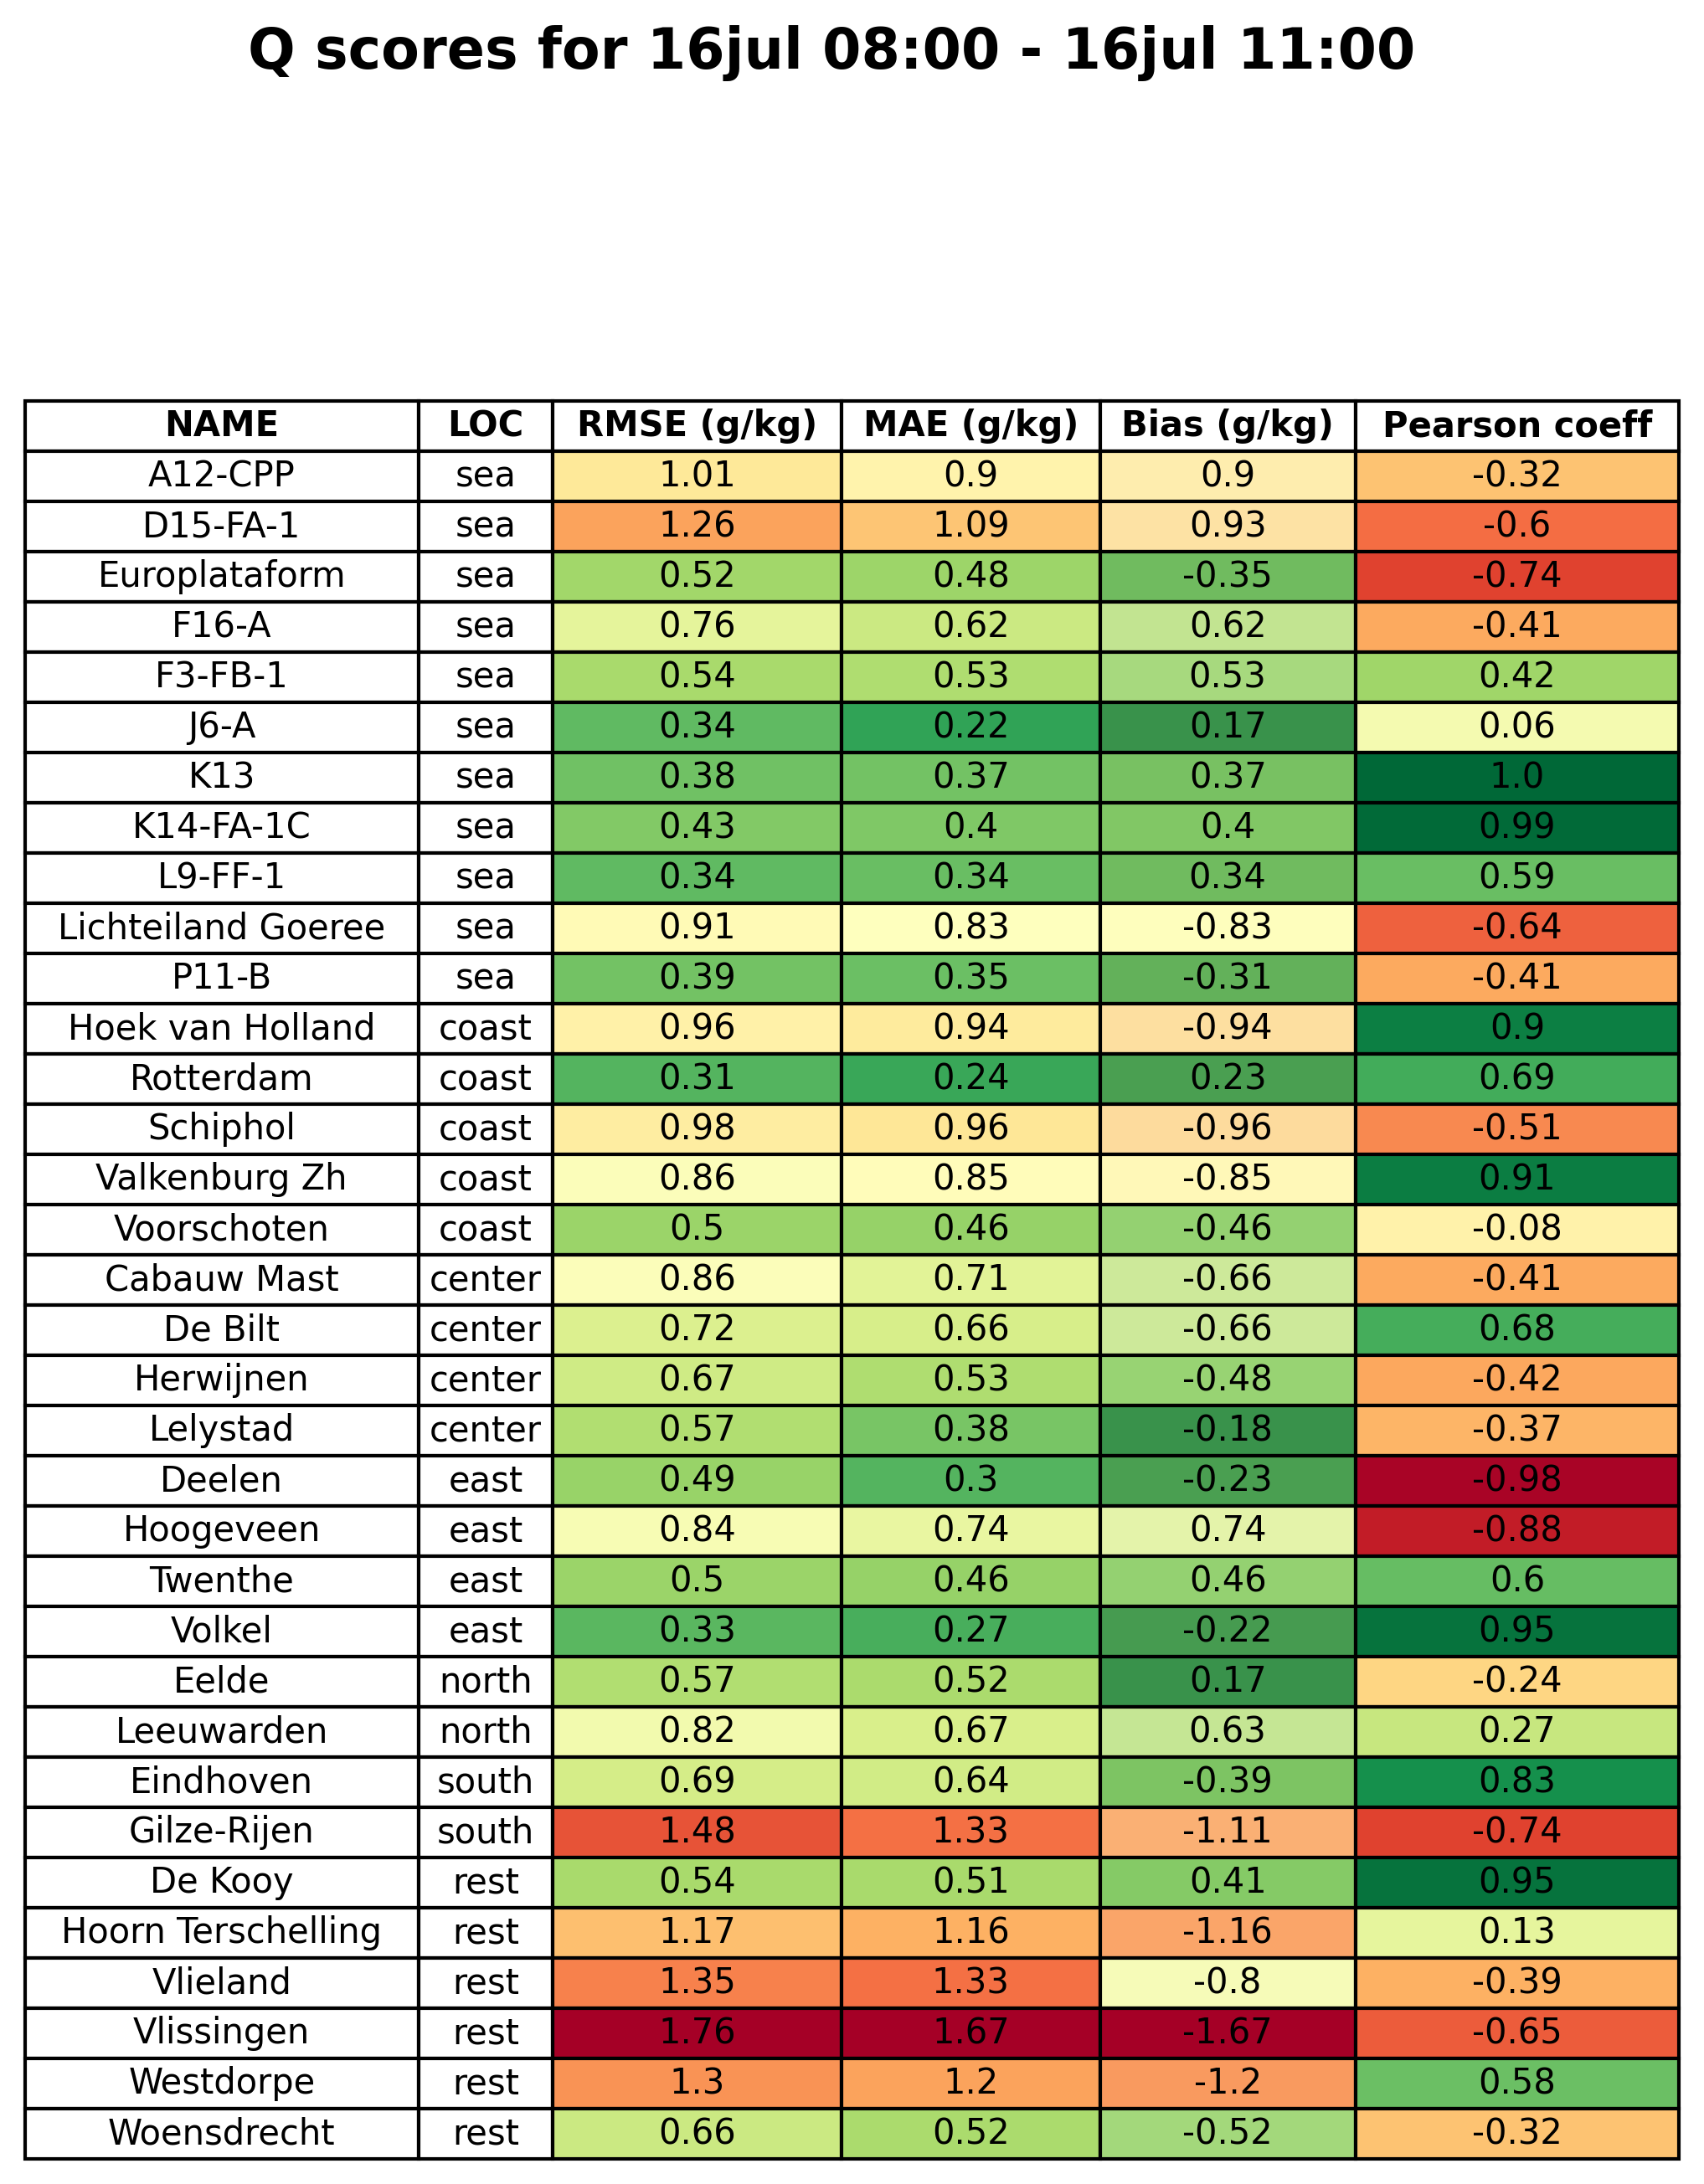 Q scores for 16jul 08:00 - 16jul 11:00
NAME LOC RMSE (g/kg) MAE (g/kg) Bias (g/kg) Pearson coeff
A12-CPP sea 1.01 0.9 0.9 -0.32
D15-FA-1 sea 1.26 1.09 0.93 -0.6
Europlataform sea 0.52 0.48 -0.35 -0.74
F16-A sea 0.76 0.62 0.62 -0.41
F3-FB-1 sea 0.54 0.53 0.53 0.42
J6-A sea 0.34 0.22 0.17 0.06
K13 sea 0.38 0.37 0.37 1.0
K14-FA-1C sea 0.43 0.4 0.4 0.99
L9-FF-1 sea 0.34 0.34 0.34 0.59
Lichteiland Goeree sea 0.91 0.83 -0.83 -0.64
P11-B sea 0.39 0.35 -0.31 -0.41
Hoek van Holland coast 0.96 0.94 -0.94 0.9
Rotterdam coast 0.31 0.24 0.23 0.69
Schiphol coast 0.98 0.96 -0.96 -0.51
Valkenburg Zh coast 0.86 0.85 -0.85 0.91
Voorschoten coast 0.5 0.46 -0.46 -0.08
Cabauw Mast center 0.86 0.71 -0.66 -0.41
De Bilt center 0.72 0.66 -0.66 0.68
Herwijnen center 0.67 0.53 -0.48 -0.42
Lelystad center 0.57 0.38 -0.18 -0.37
Deelen east 0.49 0.3 -0.23 -0.98
Hoogeveen east 0.84 0.74 0.74 -0.88
Twenthe east 0.5 0.46 0.46 0.6
Volkel east 0.33 0.27 -0.22 0.95
Eelde north 0.57 0.52 0.17 -0.24
Leeuwarden north 0.82 0.67 0.63 0.27
Eindhoven south 0.69 0.64 -0.39 0.83
Gilze-Rijen south 1.48 1.33 -1.11 -0.74
De Kooy rest 0.54 0.51 0.41 0.95
Hoorn Terschelling rest 1.17 1.16 -1.16 0.13
Vlieland rest 1.35 1.33 -0.8 -0.39
Vlissingen rest 1.76 1.67 -1.67 -0.65
Westdorpe rest 1.3 1.2 -1.2 0.58
Woensdrecht rest 0.66 0.52 -0.52 -0.32